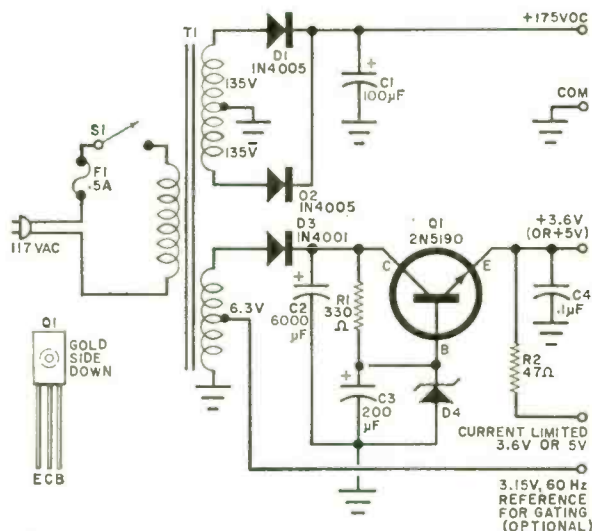 +175VDC
T1
D1
1N4005
135V
+
C1
100µF
COM
S1
F1
.5A
135V
D2
1N4005
117VAC
D3
1N4001
Q1
2N5190
+3.6V
(OR+5V)
C
E
6.3V
+
C2
6000
µF
R1
330
Ω
C4
.1µF
B
Q1
GOLD
SIDE
DOWN
+
C3
200
µF
D4
R2
47Ω
ECB
CURRENT LIMITED
3.6V OR 5V
3.15V, 60 Hz
REFERENCE
FOR GATING
(OPTIONAL)